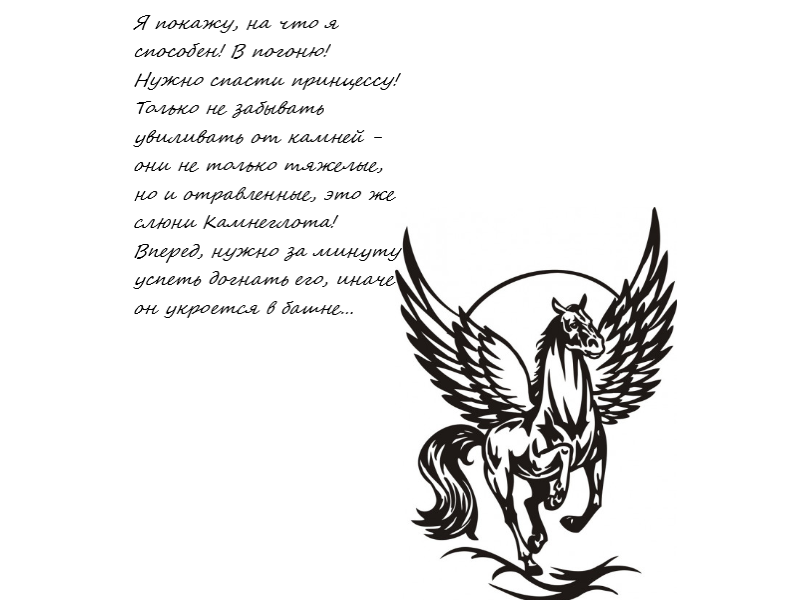 Я покажу, на что я
способен! В погоню!
Нужно спасти принцессу!
Только не забывать
увиливать от камней -
они не только тяжелые,
но и отравленные, это же
слюни Камнеглота!
Вперед, нужно за минуту
успеть догнать его, иначе
он укроется в башне...